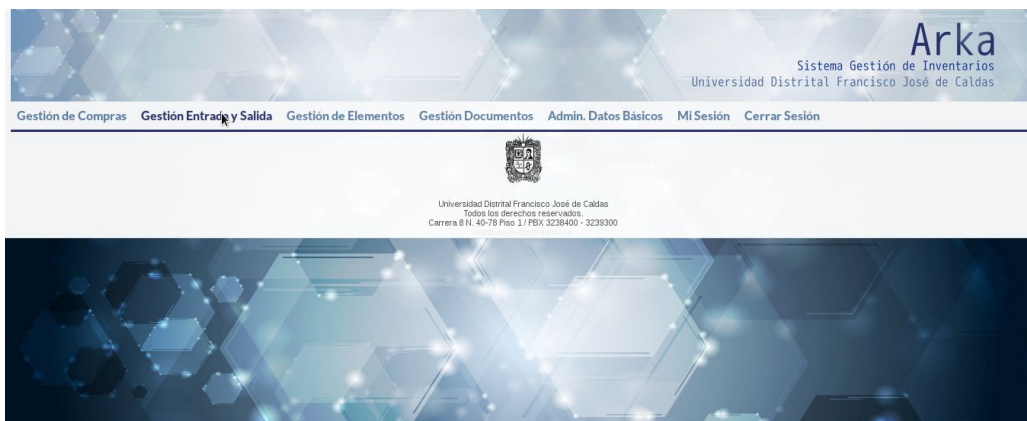 Arka
Sistema Gestión de Inventarios
Universidad Distrital Francisco José de Caldas
Gestión de Compras Gestión Entrada y Salida Gestión de Elementos Gestión Documentos Admin. Datos Básicos Mi Sesión Cerrar Sesión
Universidad Distrital Francisco José de Caldas
Todos los derechos reservados.
Carrera 8 N. 40-78 Piso 1 / PBX 3238400 - 3239300